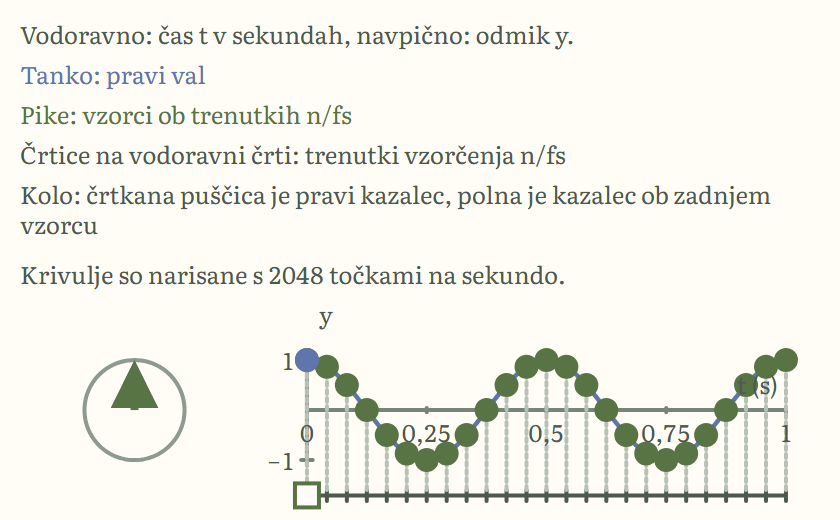 Vodoravno: čas t v sekundah, navpično: odmik y.
Tanko: pravi val
Pike: vzorci ob trenutkih n/fs
Črtice na vodoravni črti: trenutki vzorčenja n/fs
Kolo: črtkana puščica je pravi kazalec, polna je kazalec ob zadnjem
vzorcu
Krivulje so narisane s 2048 točkami na sekundo.
y
1
t (s)
0 0,25 0,5 0,75 1
−1